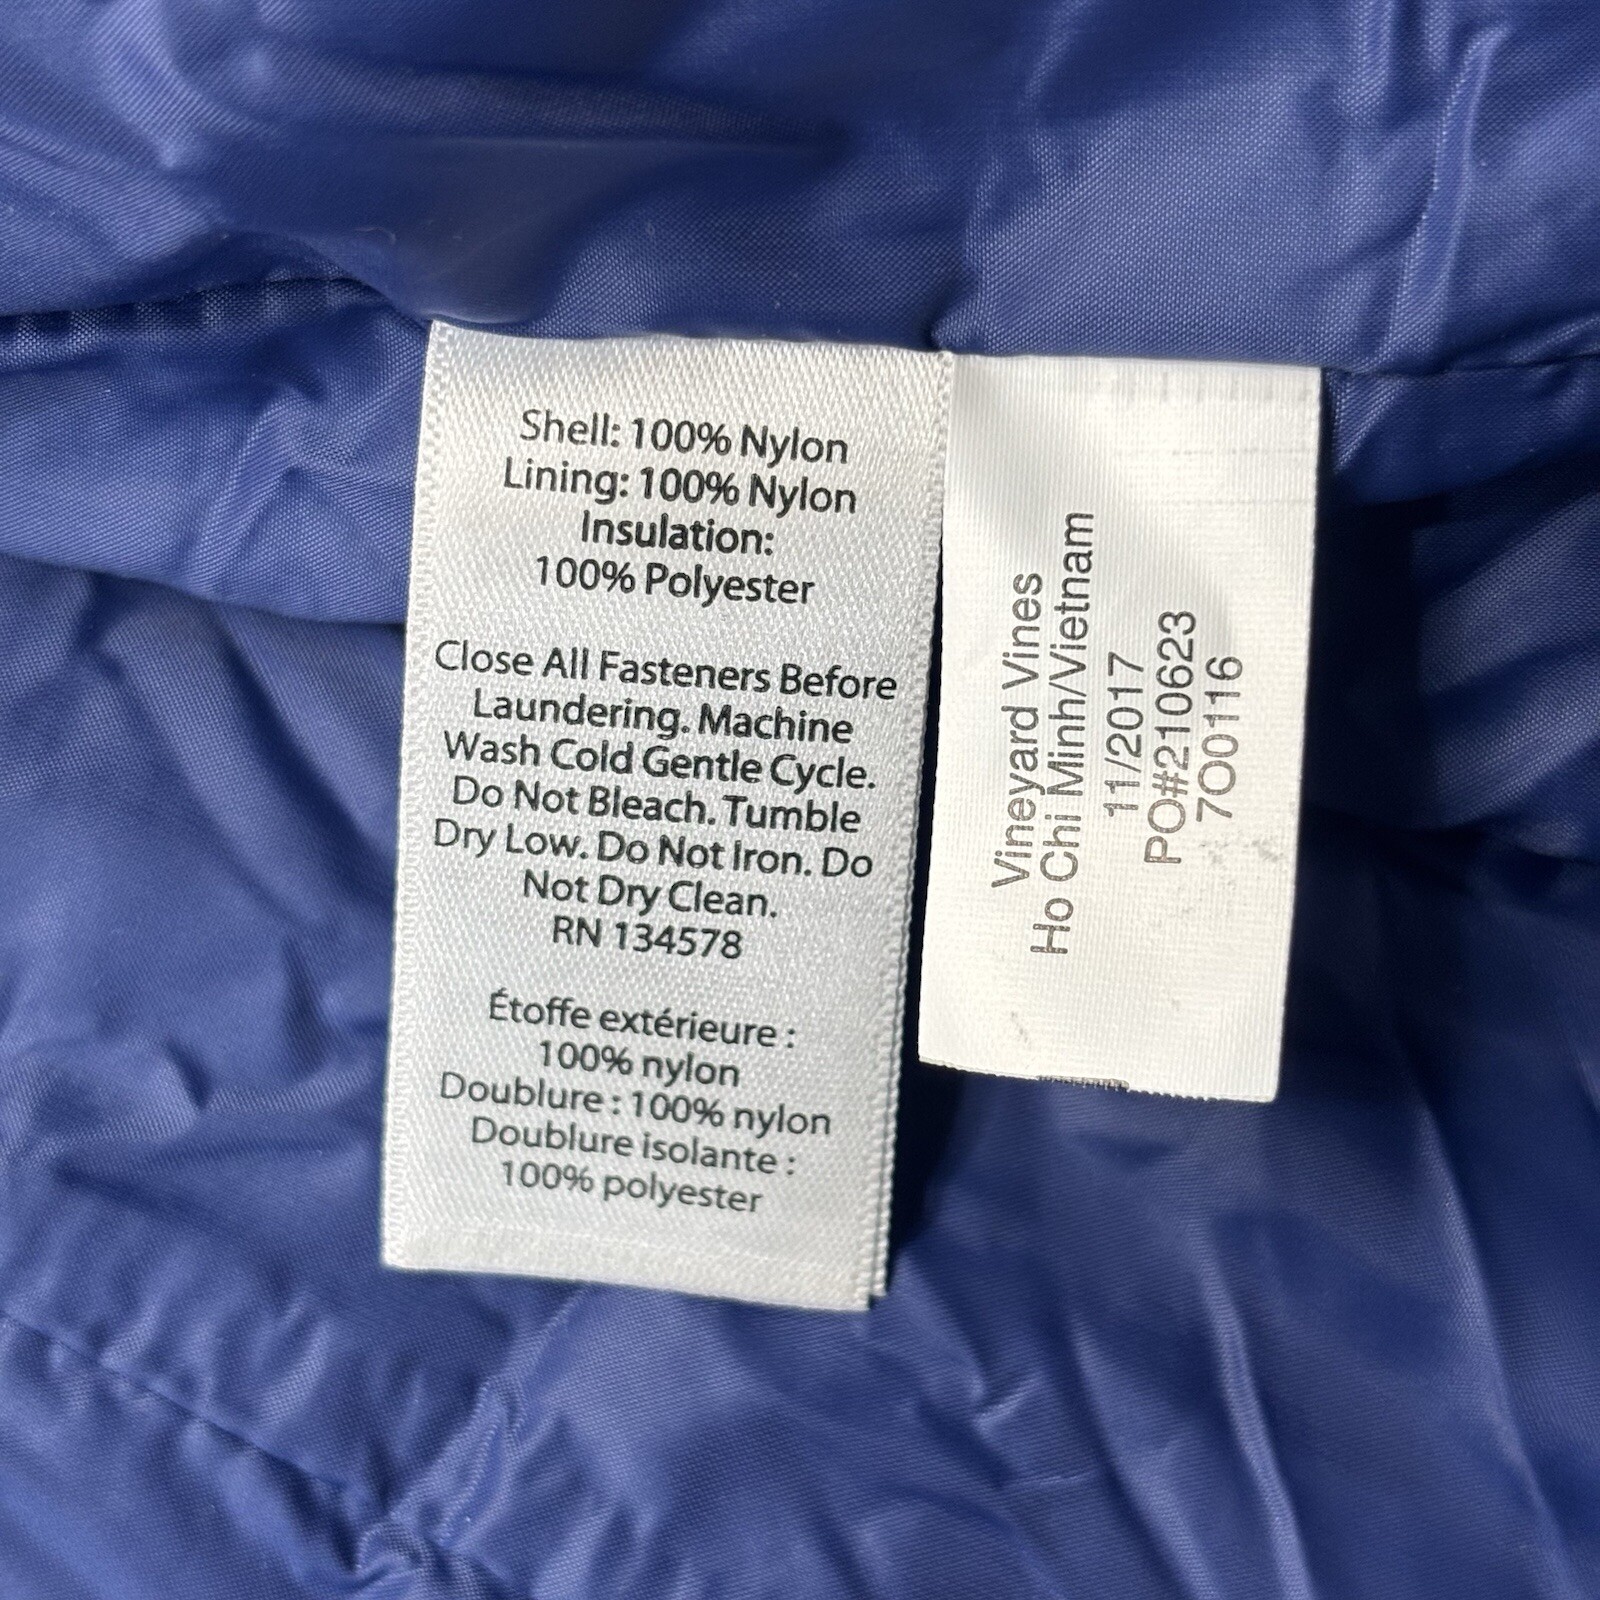 Shell: 100% Nylon
Lining: 100% Nylon
Insulation:
100% Polyester
Close All Fasteners Before
Laundering. Machine
Wash Cold Gentle Cycle.
Do Not Bleach. Tumble
Dry Low. Do Not Iron. Do
Not Dry Clean.
RN 134578
Étoffe extérieure :
100% nylon
Doublure : 100% nylon
Doublure isolante :
100% polyester
Vineyard Vines
Ho Chi Minh/Vietnam
11/2017
PO#210623
7O0116